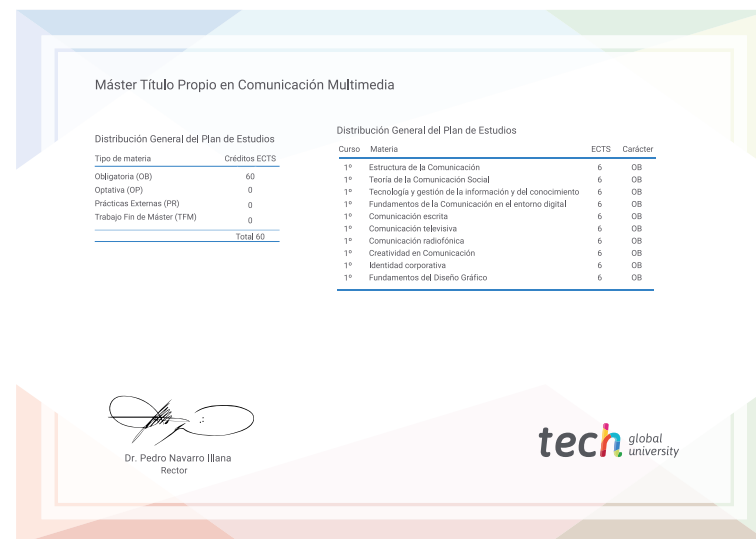 Máster Título Propio en Comunicación Multimedia
Distribución General del Plan de Estudios
Tipo de materia Créditos ECTS
Obligatoria (OB) 60
Optativa (OP) 0
Prácticas Externas (PR) 0
Trabajo Fin de Máster (TFM) 0
Total 60
Distribución General del Plan de Estudios
Curso Materia ECTS Carácter
1º Estructura de la Comunicación 6 OB
1º Teoría de la Comunicación Social 6 OB
1º Tecnología y gestión de la información y del conocimiento 6 OB
1º Fundamentos de la Comunicación en el entorno digital 6 OB
1º Comunicación escrita 6 OB
1º Comunicación televisiva 6 OB
1º Comunicación radiofónica 6 OB
1º Creatividad en Comunicación 6 OB
1º Identidad corporativa 6 OB
1º Fundamentos del Diseño Gráfico 6 OB
Dr. Pedro Navarro Illana
Rector
tech global
university